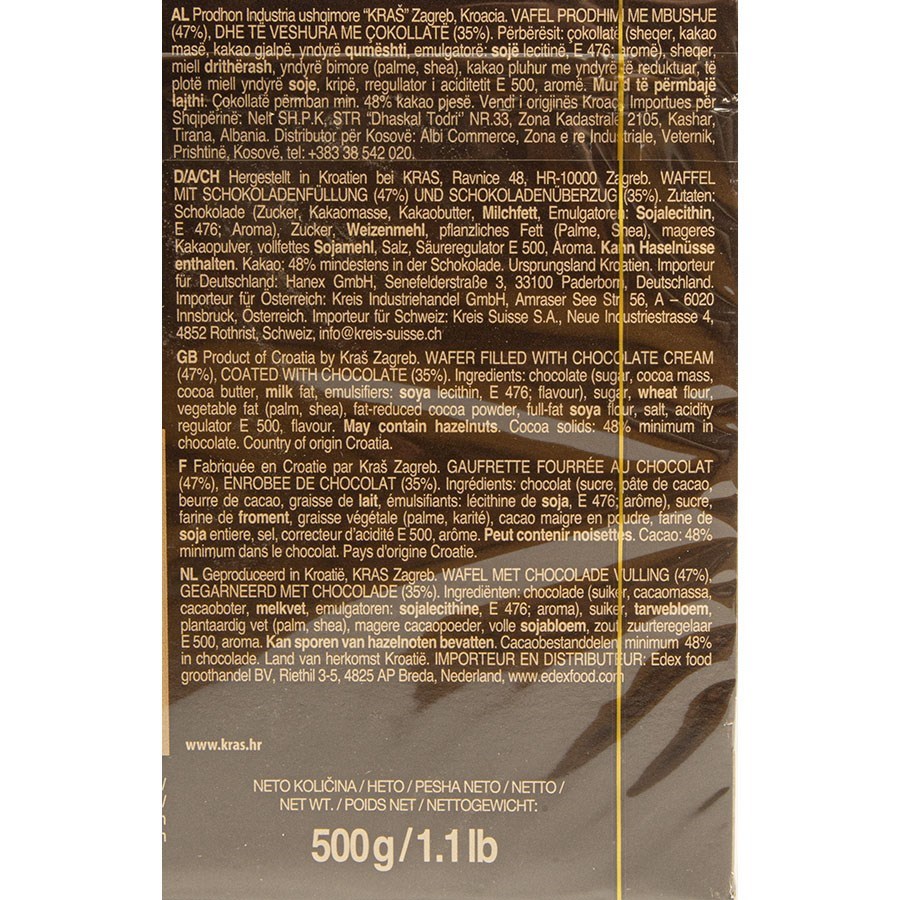 AL Prodhon Industria ushqimore "KRAŠ" Zagreb, Kroacia. VAFEL PRODHIM ME MBUSHJE
(47%), DHE TË VESHURA ME ÇOKOLLATË (35%). Përbërësit: çokollatë (sheqer, kakao
masë, kakao gjalpë, yndyrë qumështi, emulgatorë: sojë lecitinë, E 476; aromë), sheqer,
miell drithërash, yndyrë bimore (palme, shea), kakao pluhur me yndyrë të reduktuar, të
plotë miell yndyrë soje, kripë, rregullator i aciditetit E 500, aromë. Mund të përmbajë
lajthi. Çokollatë përmban min. 48% kakao pjesë. Vendi i origjinës Kroaci. Importues për
Shqipërinë: Nelt SH.P.K, STR "Dhaskal Todri" NR.33, Zona Kadastrale 2105, Kashar,
Tirana, Albania. Distributor për Kosovë: Albi Commerce, Zona e re Industriale, Veternik,
Prishtinë, Kosovë, tel: +383 38 542 020.
D/A/CH Hergestellt in Kroatien bei KRAS, Ravnice 48, HR-10000 Zagreb. WAFFEL
MIT SCHOKOLADENFÜLLUNG (47%) UND SCHOKOLADENÜBERZUG (35%). Zutaten:
Schokolade (Zucker, Kakaomasse, Kakaobutter, Milchfett, Emulgatoren: Sojalecithin,
E 476; Aroma), Zucker, Weizenmehl, pflanzliches Fett (Palme, Shea), mageres
Kakaopulver, vollfettes Sojamehl, Salz, Säureregulator E 500, Aroma. Kann Haselnüsse
enthalten. Kakao: 48% mindestens in der Schokolade. Ursprungsland Kroatien. Importeur
für Deutschland: Hanex GmbH, Senefelderstraße 3, 33100 Paderborn, Deutschland.
Importeur für Österreich: Kreis Industriehandel GmbH, Amraser See Str. 56, A – 6020
Innsbruck, Österreich. Importeur für Schweiz: Kreis Suisse S.A., Neue Industriestrasse 4,
4852 Rothrist, Schweiz, info@kreis-suisse.ch
GB Product of Croatia by Kraš Zagreb. WAFER FILLED WITH CHOCOLATE CREAM
(47%), COATED WITH CHOCOLATE (35%). Ingredients: chocolate (sugar, cocoa mass,
cocoa butter, milk fat, emulsifiers: soya lecithin, E 476; flavour), sugar, wheat flour,
vegetable fat (palm, shea), fat-reduced cocoa powder, full-fat soya flour, salt, acidity
regulator E 500, flavour. May contain hazelnuts. Cocoa solids: 48% minimum in
chocolate. Country of origin Croatia.
F Fabriquée en Croatie par Kraš Zagreb. GAUFRETTE FOURRÉE AU CHOCOLAT
(47%), ENROBEE DE CHOCOLAT (35%). Ingrédients: chocolat (sucre, pâte de cacao,
beurre de cacao, graisse de lait, émulsifiants: lécithine de soja, E 476; arôme), sucre,
farine de froment, graisse végétale (palme, karité), cacao maigre en poudre, farine de
soja entiere, sel, correcteur d'acidité E 500, arôme. Peut contenir noisettes. Cacao: 48%
minimum dans le chocolat. Pays d'origine Croatie.
NL Geproduceerd in Kroatië, KRAS Zagreb. WAFEL MET CHOCOLADE VULLING (47%),
GEGARNEERD MET CHOCOLADE (35%). Ingrediënten: chocolade (suiker, cacaomassa,
cacaoboter, melkvet, emulgatoren: sojalecithine, E 476; aroma), suiker, tarwebloem,
plantaardig vet (palm, shea), magere cacaopoeder, volle sojabloem, zout, zuurteregelaar
E 500, aroma. Kan sporen van hazelnoten bevatten. Cacaobestanddelen minimum 48%
in chocolade. Land van herkomst Kroatië. IMPORTEUR EN DISTRIBUTEUR: Edex food
groothandel BV, Riethil 3-5, 4825 AP Breda, Nederland, www.edexfood.com
www.kras.hr
NETO KOLIČINA / НЕТО / PESHA NETO / NETTO /
NET WT. / POIDS NET / NETTOGEWICHT:
500g/1.1 lb